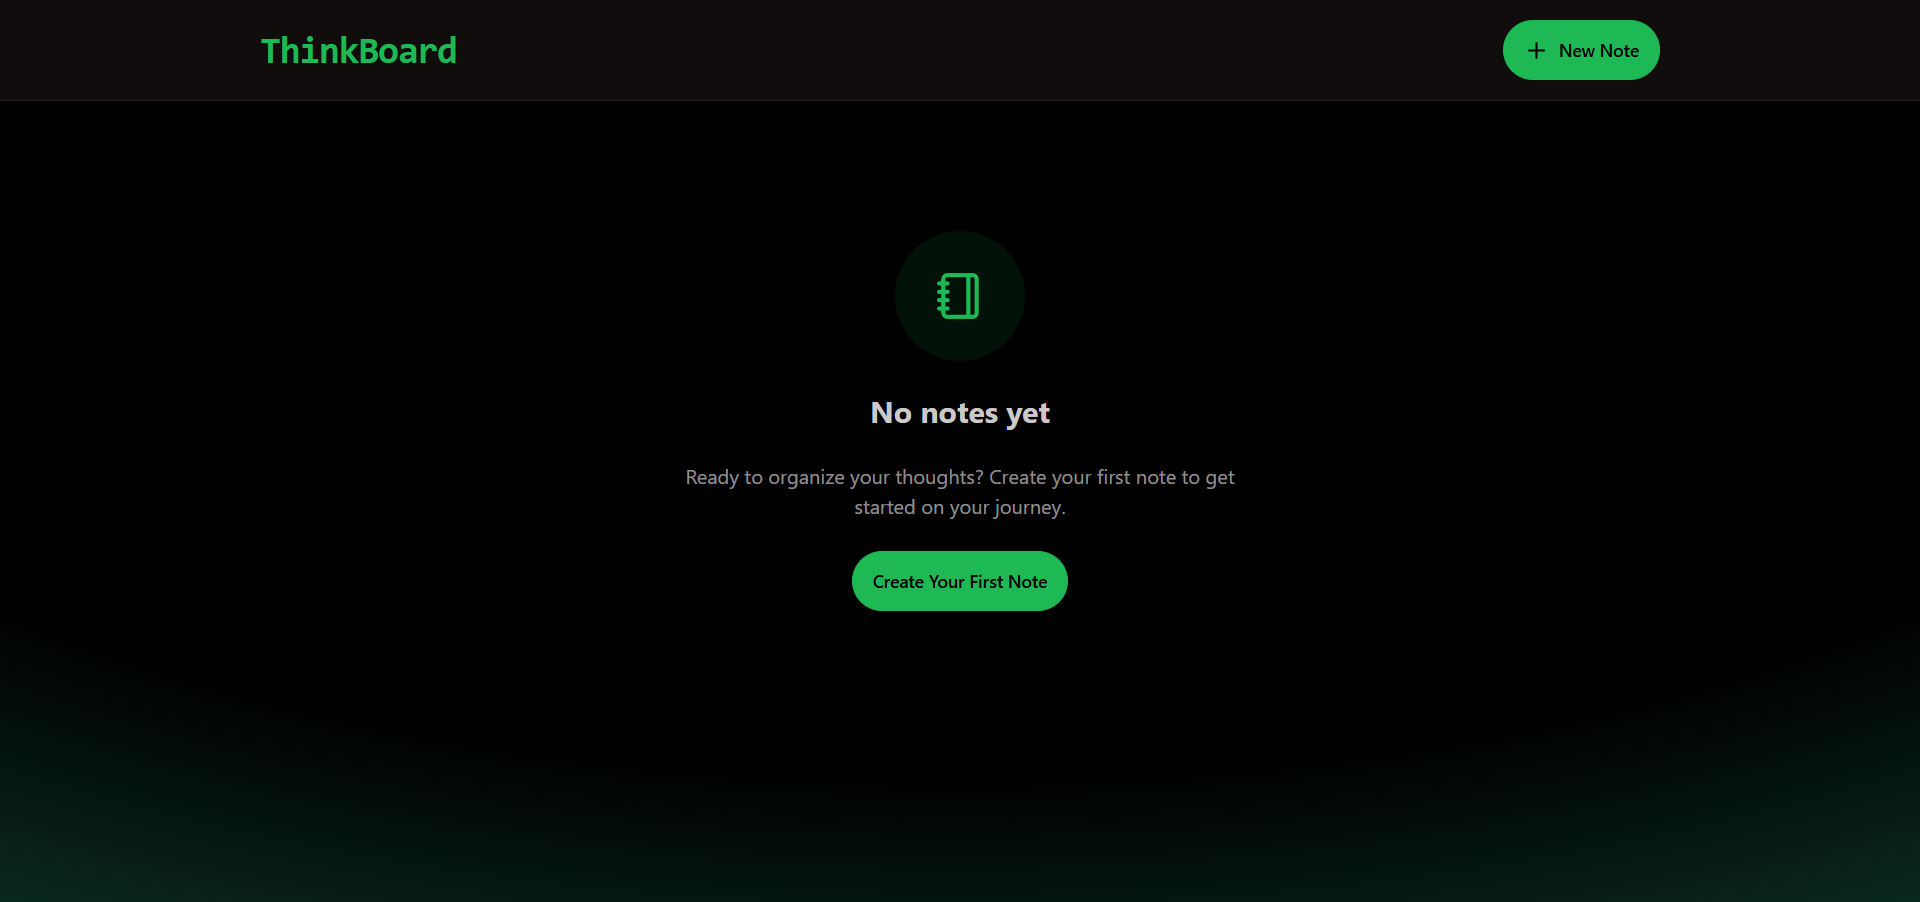 ThinkBoard
New Note
No notes yet
Ready to organize your thoughts? Create your first note to get
started on your journey.
Create Your First Note